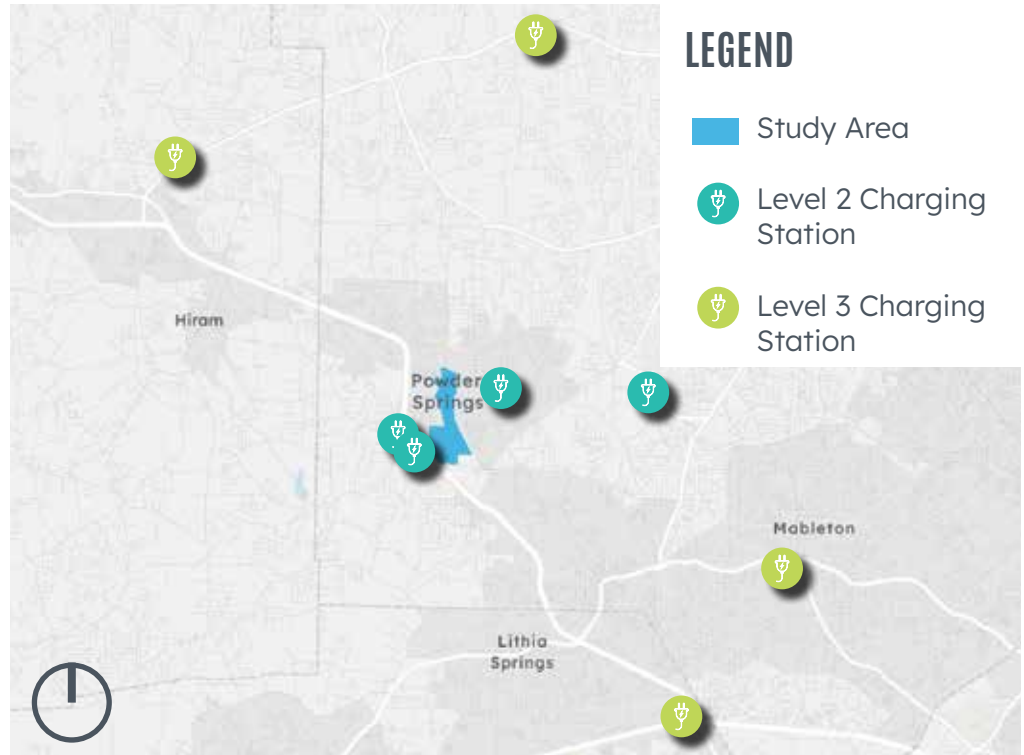 LEGEND
Study Area
Level 2 Charging
Station
Level 3 Charging
Station
Hiram
Powder
Springs
Mableton
Lithia
Springs